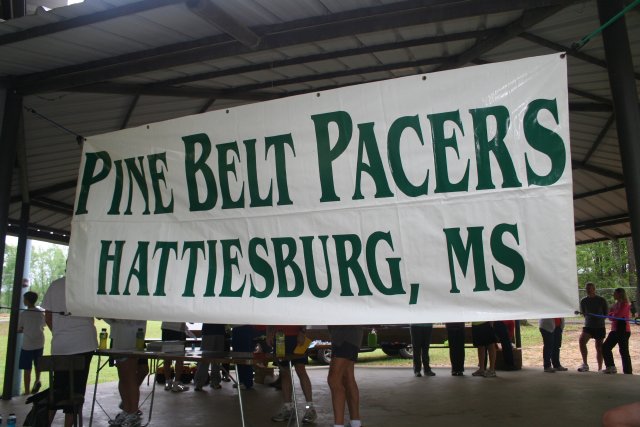 PINE BELT PACERS
HATTIESBURG, MS